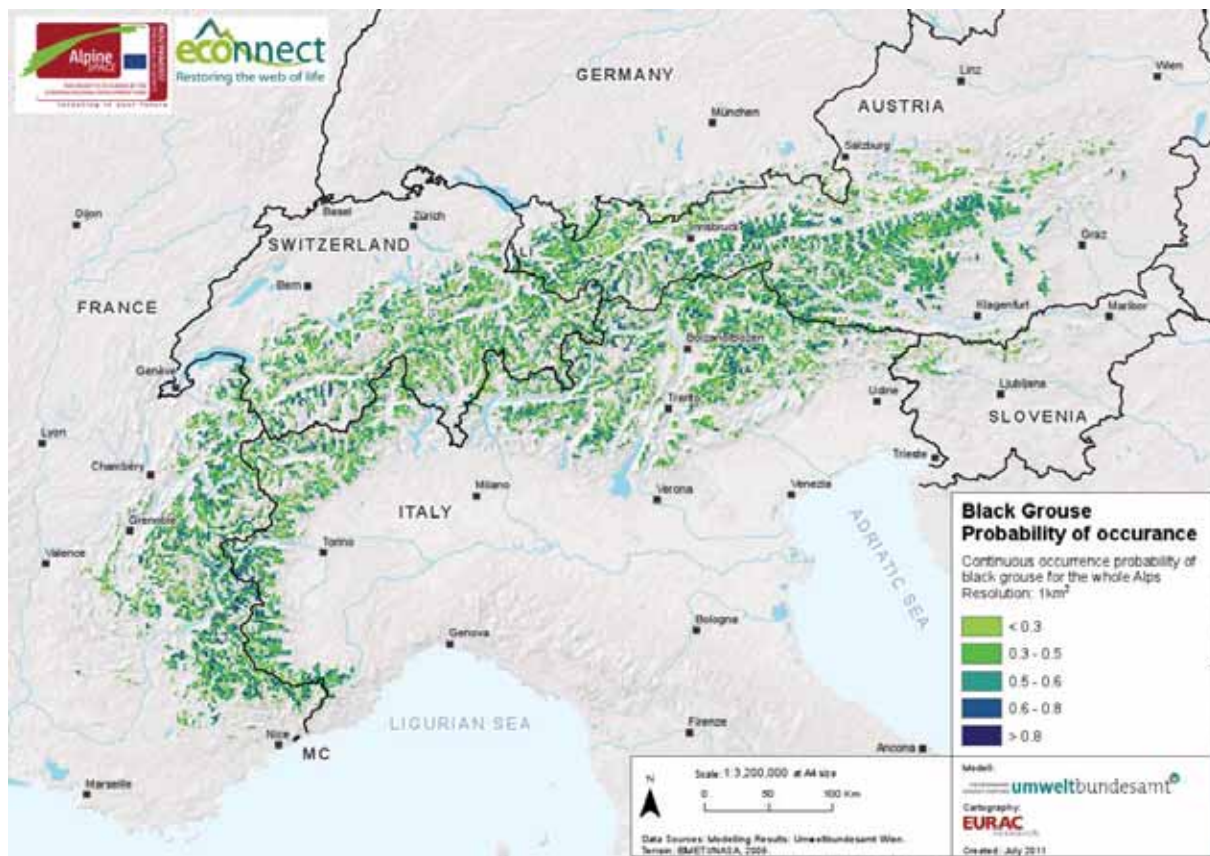 Alpine
SPACE
econnect
Restoring the web of life
GERMANY
Linz
Wien
AUSTRIA
München
Salzburg
Dijon
Basel
Zürich
SWITZERLAND
LI
Innsbruck
Graz
Bern
FRANCE
Klagenfurt
Maribor
Genève
Bolzano/Bozen
Udine
Ljubljana
Trento
SLOVENIA
Lyon
Trieste
Chambéry
Milano
Verona
Venezia
ITALY
Grenoble
Torino
Valence
ADRIATIC SEA
Bologna
Genova
LIGURIAN SEA
Nice
MC
Firenze
Ancona
Marseille
Black Grouse
Probability of occurance
Continuous occurrence probability of
black grouse for the whole Alps
Resolution: 1km²
< 0.3
0.3 - 0.5
0.5 - 0.6
0.6 - 0.8
> 0.8
N
Scale: 1:3,200,000 at A4 size
0 50 100 Km
Data Sources: Modelling Results: Umweltbundesamt Wien.
Terrain:
Modell:
umweltbundesamt
Cartography:
EURAC
Created: July 2011